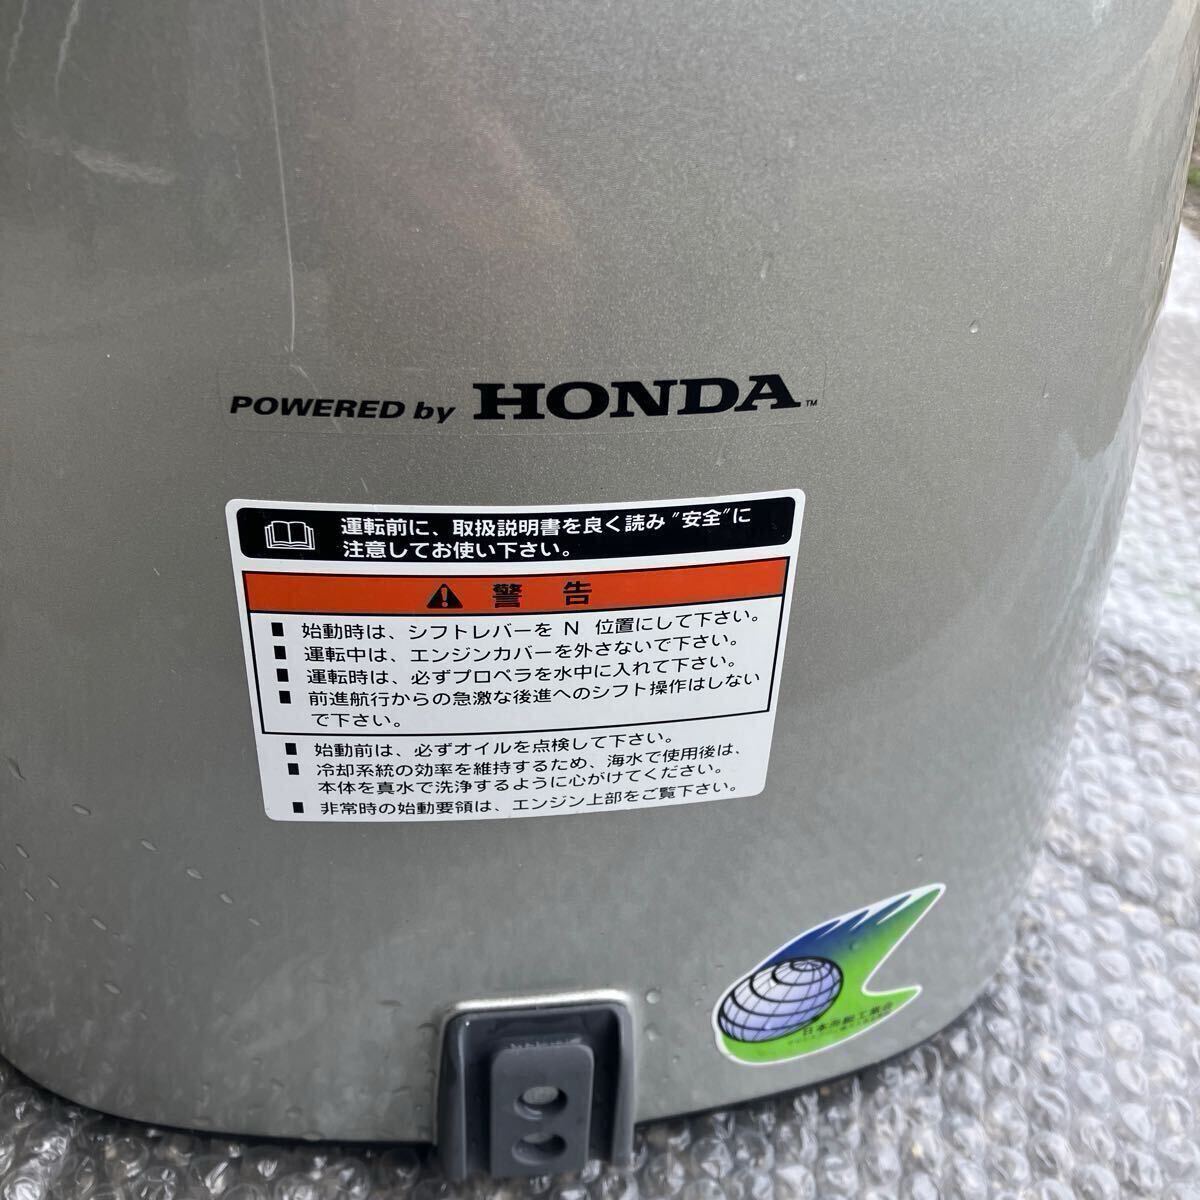 POWERED by HONDA™
運転前に、取扱説明書を良く読み〝安全〟に
注意してお使い下さい。
警 告
■ 始動時は、シフトレバーを N 位置にして下さい。
■ 運転中は、エンジンカバーを外さないで下さい。
■ 運転時は、必ずプロペラを水中に入れて下さい。
■ 前進航行からの急激な後進へのシフト操作はしない
で下さい。
■ 始動前は、必ずオイルを点検して下さい。
■ 冷却系統の効率を維持するため、海水で使用後は、
本体を真水で洗浄するように心がけてください。
■ 非常時の始動要領は、エンジン上部をご覧下さい。
日本舟艇工業会